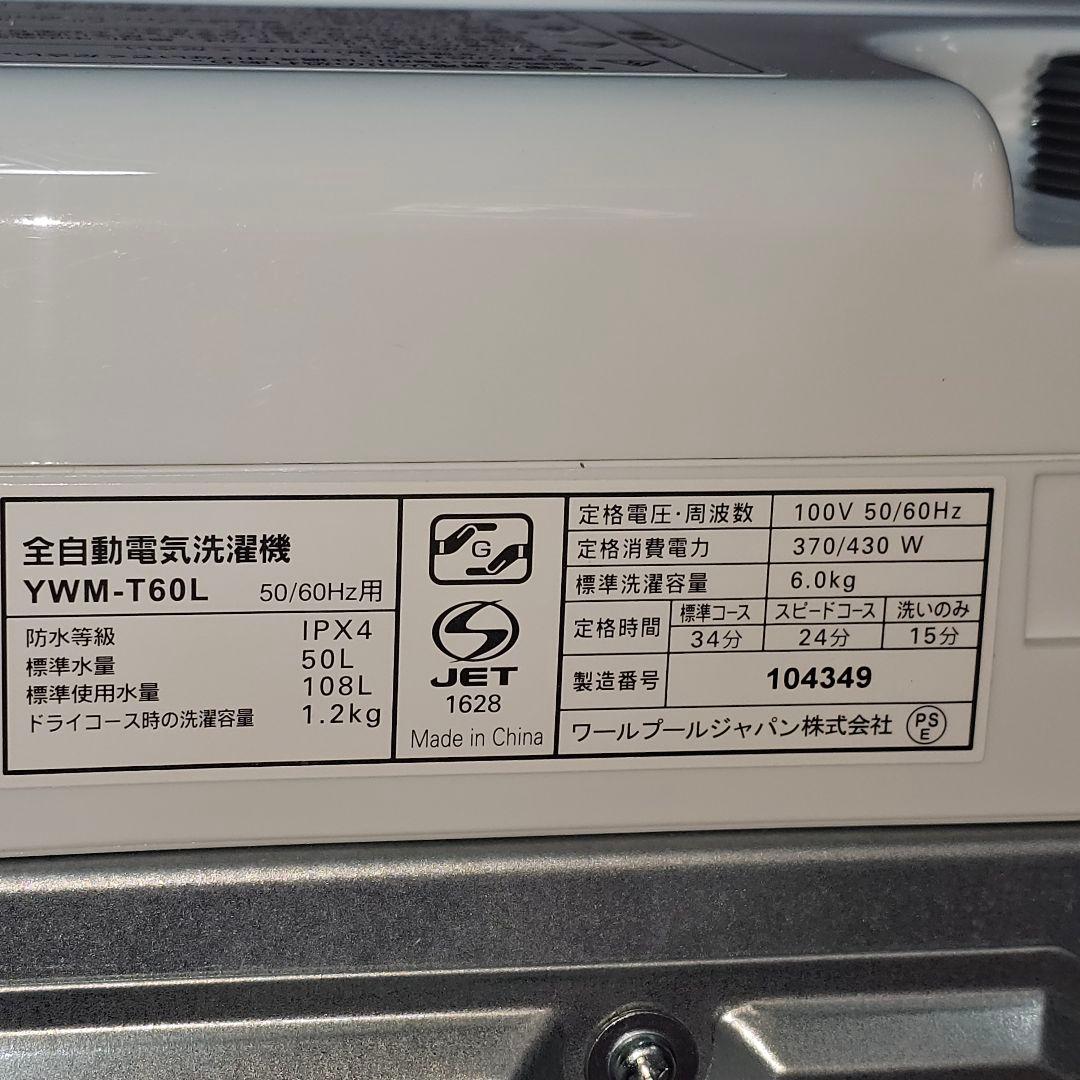 全自動電気洗濯機
YWM-T60L 50/60Hz用
防水等級 IPX4
標準水量 50L
標準使用水量 108L
ドライコース時の洗濯容量 1.2kg
G
JET
1628
Made in China
定格電圧・周波数 100V 50/60Hz
定格消費電力 370/430 W
標準洗濯容量 6.0kg
定格時間 標準コース スピードコース 洗いのみ
34分 24分 15分
製造番号 104349
ワールプールジャパン株式会社 PSE